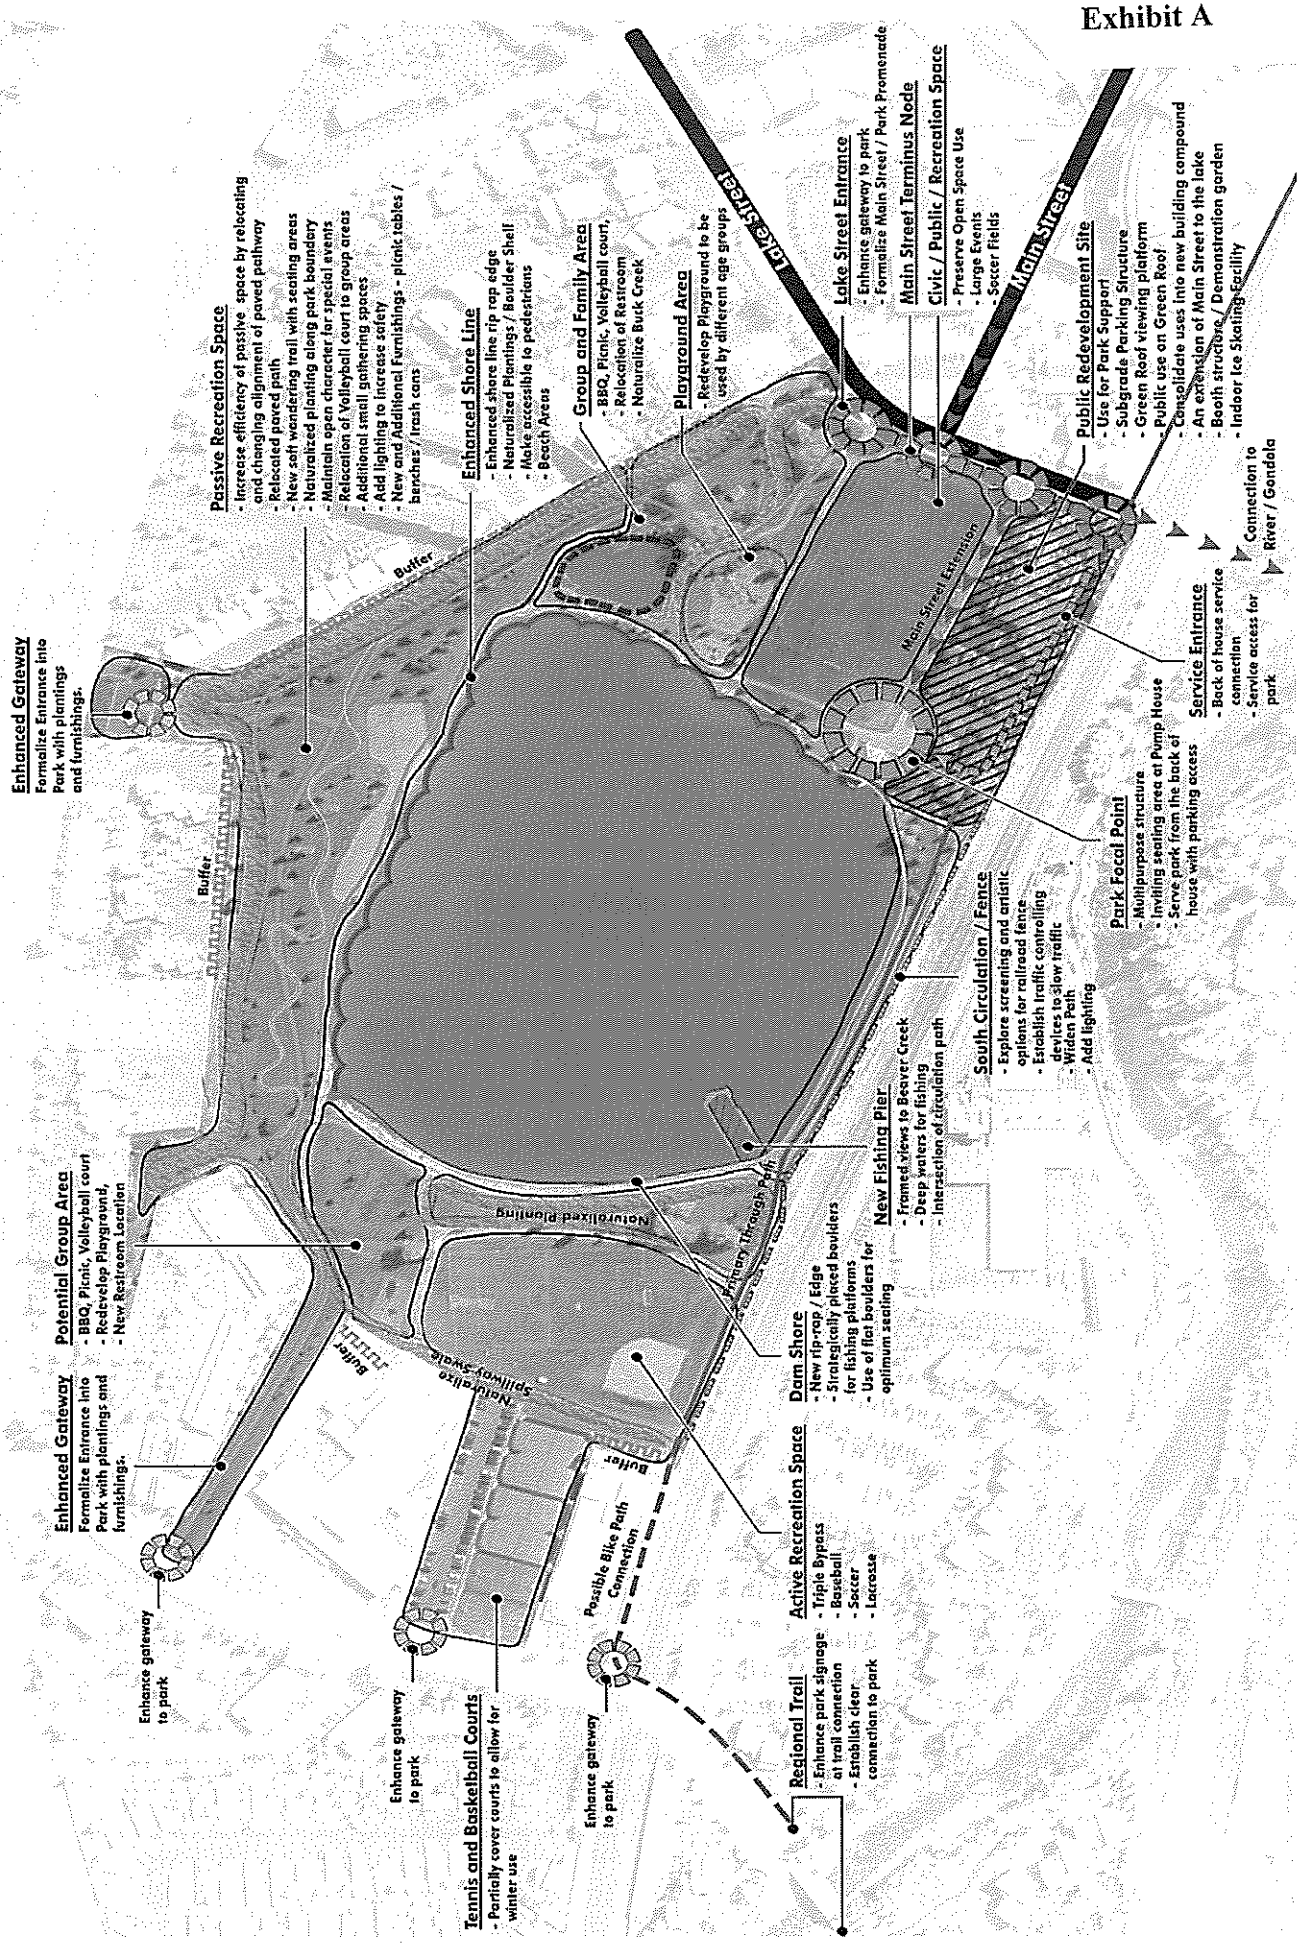 Exhibit A
Enhanced Gateway
Formalize Entrance into
Park with plantings
and furnishings.
Passive Recreation Space
- Increase effiency of passive space by relocating
and changing alignment of paved pathway
- Relocated paved path
- New soft wandering trail with seating areas
- Naturalized planting along park boundary
- Maintain open character for special events
- Relocation of Volleyball court to group areas
- Additional small gathering spaces
- Add lighting to increase safety
- New and Additional Furnishings - picnic tables /
benches / trash cans
Enhanced Shore Line
- Enhanced shore line rip rap edge
- Naturalized Plantings / Boulder Shelf
- Make accessible to pedestrians
- Beach Areas
Group and Family Area
- BBQ, Picnic, Volleyball court,
- Relocation of Restroom
- Naturalize Buck Creek
Playground Area
- Redevelop Playground to be
used by different age groups
Lake Street
Lake Street Entrance
- Enhance gateway to park
- Formalize Main Street / Park Promenade
Main Street Terminus Node
Civic / Public / Recreation Space
- Preserve Open Space Use
- Large Events
- Soccer Fields
Main Street
Public Redevelopment Site
- Use for Park Support
- Subgrade Parking Structure
- Green Roof viewing platform
- Public use on Green Roof
- Consolidate uses into new building compound
- An extension of Main Street to the lake
- Booth structure / Demonstration garden
- Indoor Ice Skating Facility
Connection to
River / Gondola
Service Entrance
- Back of house service
connection
- Service access for
park
Park Focal Point
- Multipurpose structure
- Inviting seating area at Pump House
- Serve park from the back of
house with parking access
South Circulation / Fence
- Explore screening and artistic
options for railroad fence
- Establish traffic controlling
devices to slow traffic
- Widen Path
- Add lighting
New Fishing Pier
- Framed views to Beaver Creek
- Deep waters for fishing
- Intersection of circulation path
Dam Shore
- New rip-rap / Edge
- Strategically placed boulders
for fishing platforms
- Use of flat boulders for
optimum seating
Active Recreation Space
- Triple Bypass
- Baseball
- Soccer
- Lacrosse
Regional Trail
- Enhance park signage
at trail connection
- Establish clear
connection to park
Enhance gateway
to park
Possible Bike Path
Connection
Tennis and Basketball Courts
- Partially cover courts to allow for
winter use
Enhance gateway
to park
Enhance gateway
to park
Enhanced Gateway
Formalize Entrance into
Park with plantings and
furnishings.
Potential Group Area
- BBQ, Picnic, Volleyball court
- Redevelop Playground,
- New Restroom Location
Buffer
Buffer
Buffer
Buffer
Naturalize
Spillway Swale
Naturalized Planting
Primary Through Path
Main Street Extension